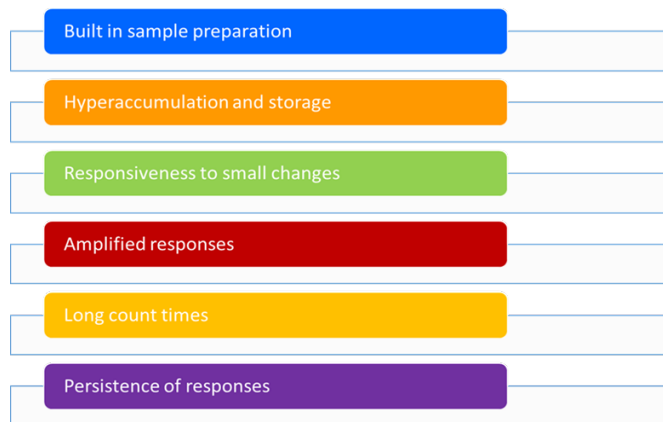 Built in sample preparation
Hyperaccumulation and storage
Responsiveness to small changes
Amplified responses
Long count times
Persistence of responses